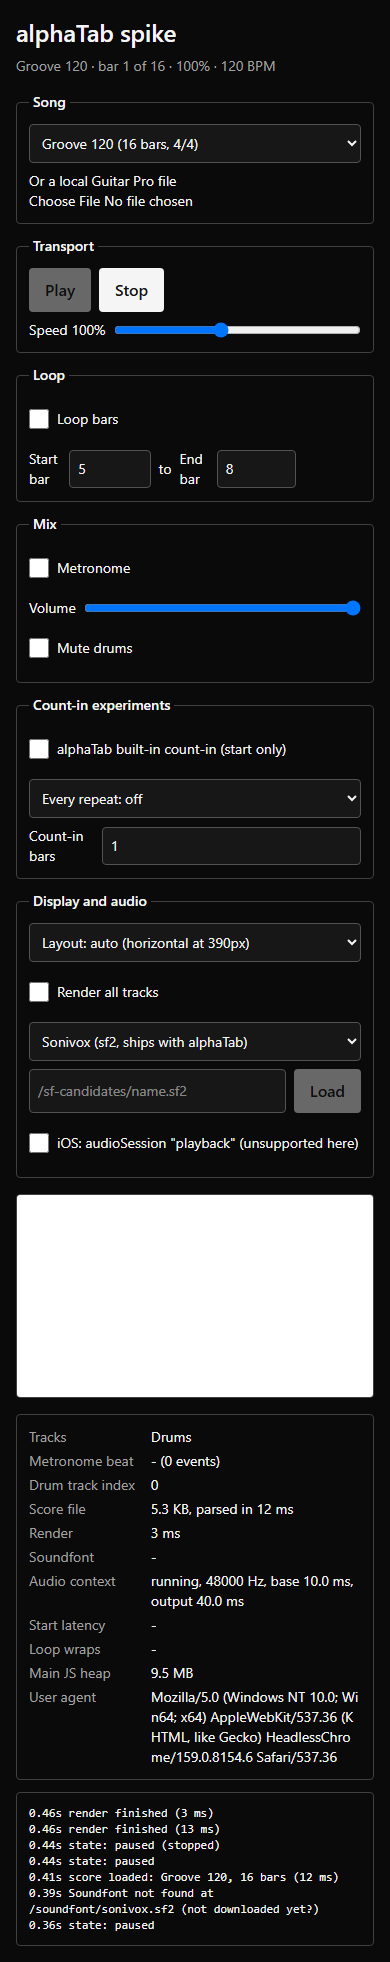 alphaTab spike
Groove 120 · bar 1 of 16 · 100% · 120 BPM
Song
Groove 120 (16 bars, 4/4)
Or a local Guitar Pro file
Choose File No file chosen
Transport
Play
Stop
Speed 100%
Loop
Loop bars
Start bar
5
to
End bar
8
Mix
Metronome
Volume
Mute drums
Count-in experiments
alphaTab built-in count-in (start only)
Every repeat: off
Count-in bars
1
Display and audio
Layout: auto (horizontal at 390px)
Render all tracks
Sonivox (sf2, ships with alphaTab)
/sf-candidates/name.sf2
Load
iOS: audioSession "playback" (unsupported here)
Tracks Drums
Metronome beat - (0 events)
Drum track index 0
Score file 5.3 KB, parsed in 12 ms
Render 3 ms
Soundfont -
Audio context running, 48000 Hz, base 10.0 ms,
output 40.0 ms
Start latency -
Loop wraps -
Main JS heap 9.5 MB
User agent Mozilla/5.0 (Windows NT 10.0; Wi
n64; x64) AppleWebKit/537.36 (K
HTML, like Gecko) HeadlessChro
me/159.0.8154.6 Safari/537.36
0.46s render finished (3 ms)
0.46s render finished (13 ms)
0.44s state: paused (stopped)
0.44s state: paused
0.41s score loaded: Groove 120, 16 bars (12 ms)
0.39s Soundfont not found at
/soundfont/sonivox.sf2 (not downloaded yet?)
0.36s state: paused